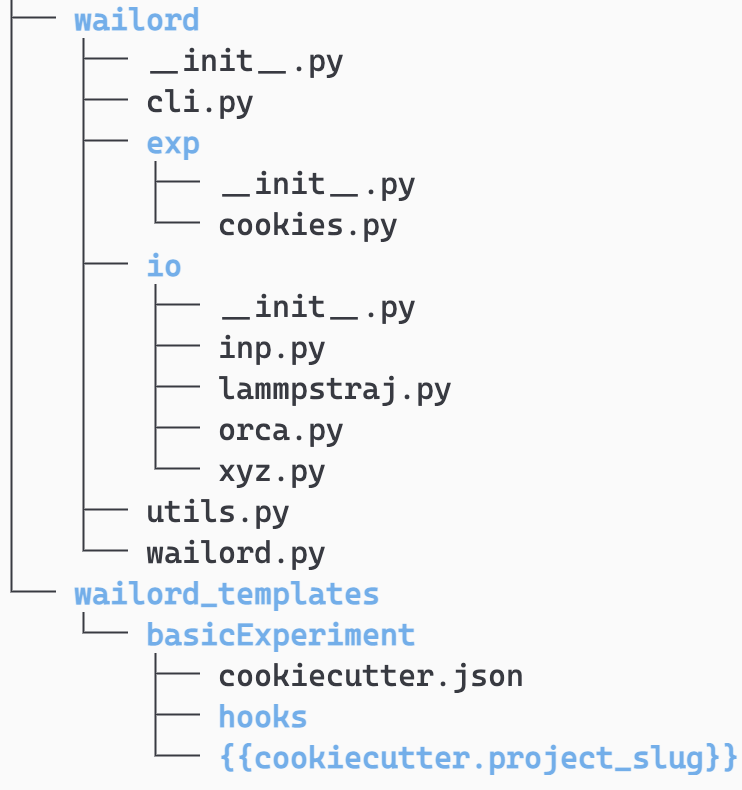 wailord
__init__.py
cli.py
exp
__init__.py
cookies.py
io
__init__.py
inp.py
lammpstraj.py
orca.py
xyz.py
utils.py
wailord.py
wailord_templates
basicExperiment
cookiecutter.json
hooks
{{cookiecutter.project_slug}}